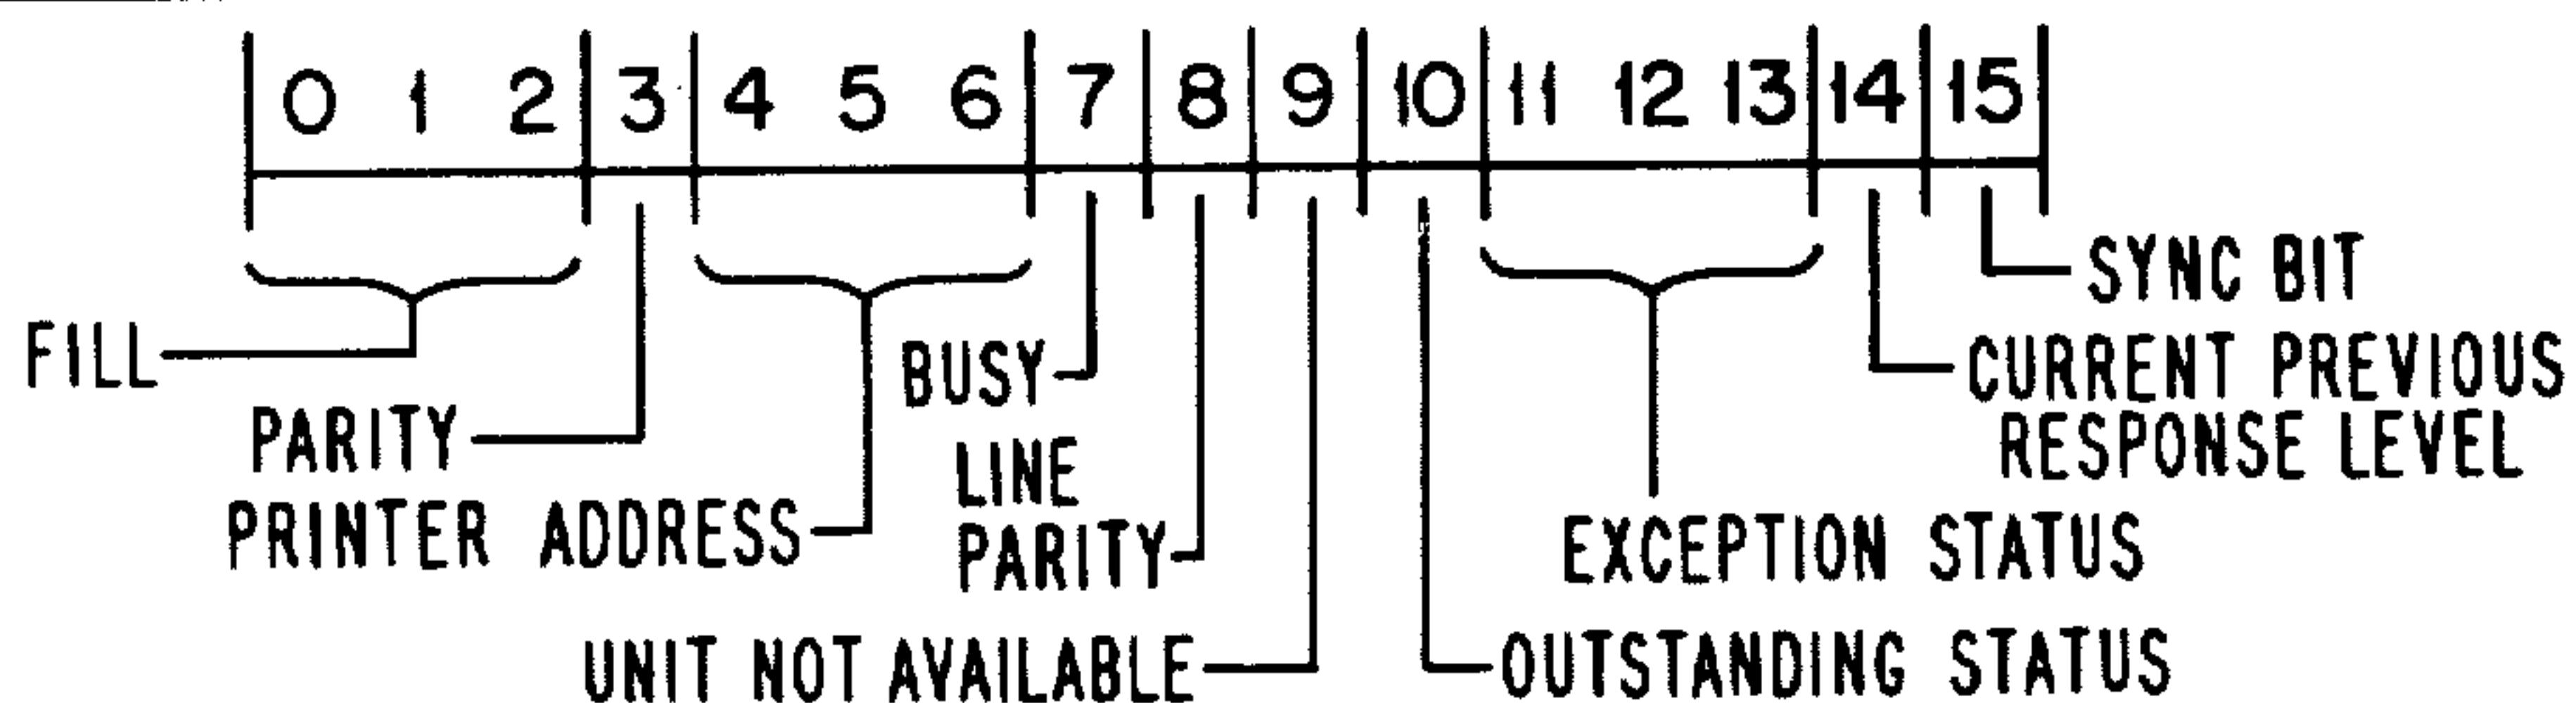 0 1 2 3 4 5 6 7 8 9 10 11 12 13 14 15
SYNC BIT
FILL
BUSY
CURRENT PREVIOUS
RESPONSE LEVEL
PARITY
LINE
PARITY
PRINTER ADDRESS
EXCEPTION STATUS
UNIT NOT AVAILABLE
OUTSTANDING STATUS